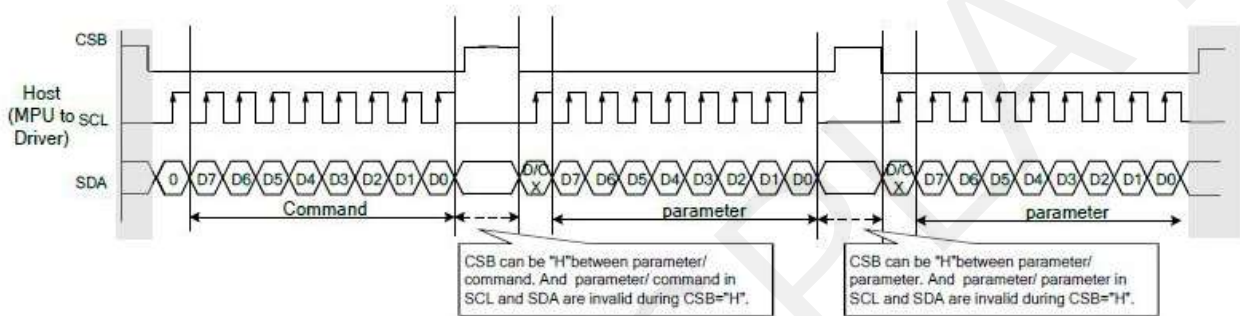 CSB
Host
(MPU to
Driver)
SCL
SDA
0 D7 D6 D5 D4 D3 D2 D1 D0 D/C X D7 D6 D5 D4 D3 D2 D1 D0 D/C X D7 D6 D5 D4 D3 D2 D1 D0
Command
parameter
parameter
CSB can be "H"between parameter/
command. And parameter/ command in
SCL and SDA are invalid during CSB="H".
CSB can be "H"between parameter/
parameter. And parameter/ parameter in
SCL and SDA are invalid during CSB="H".